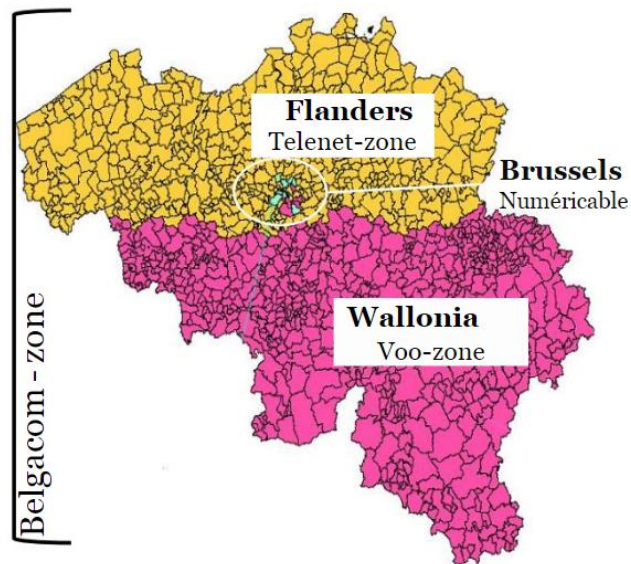 Flanders
Telenet-zone
Brussels
Numéricable
Wallonia
Voo-zone
Belgacom - zone